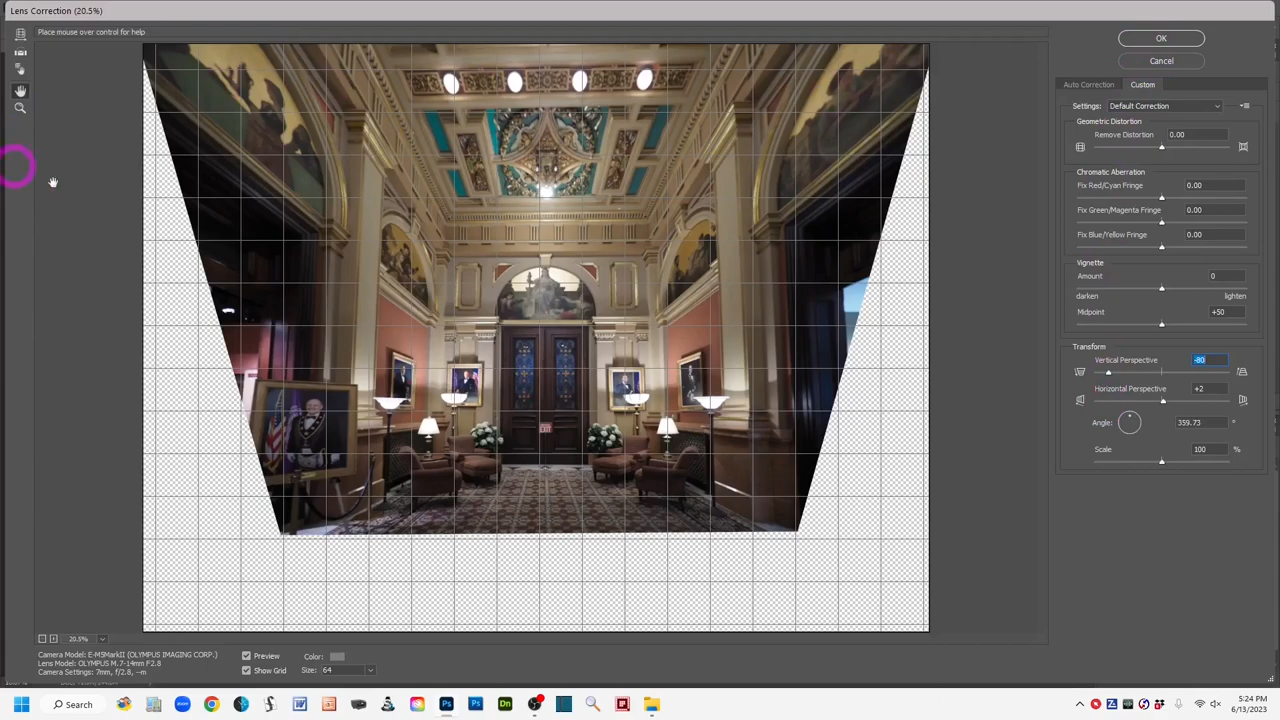 Lens Correction (20.5%)
Place mouse over control for help
OK
Cancel
Auto Correction
Custom
Settings: Default Correction
Geometric Distortion
Remove Distortion 0.00
Chromatic Aberration
Fix Red/Cyan Fringe 0.00
Fix Green/Magenta Fringe 0.00
Fix Blue/Yellow Fringe 0.00
Vignette
Amount 0
darken lighten
Midpoint +50
Transform
Vertical Perspective -80
Horizontal Perspective +2
Angle: 359.73 °
Scale 100 %
EXIT
20.5%
Camera Model: E-M5MarkII (OLYMPUS IMAGING CORP.)
Lens Model: OLYMPUS M.7-14mm F2.8
Camera Settings: 7mm, f/2.8, --m
Preview
Color:
Show Grid
Size: 64
Search
Ps
Ps
Dn
W
Z
:24 PM
6/13/2023